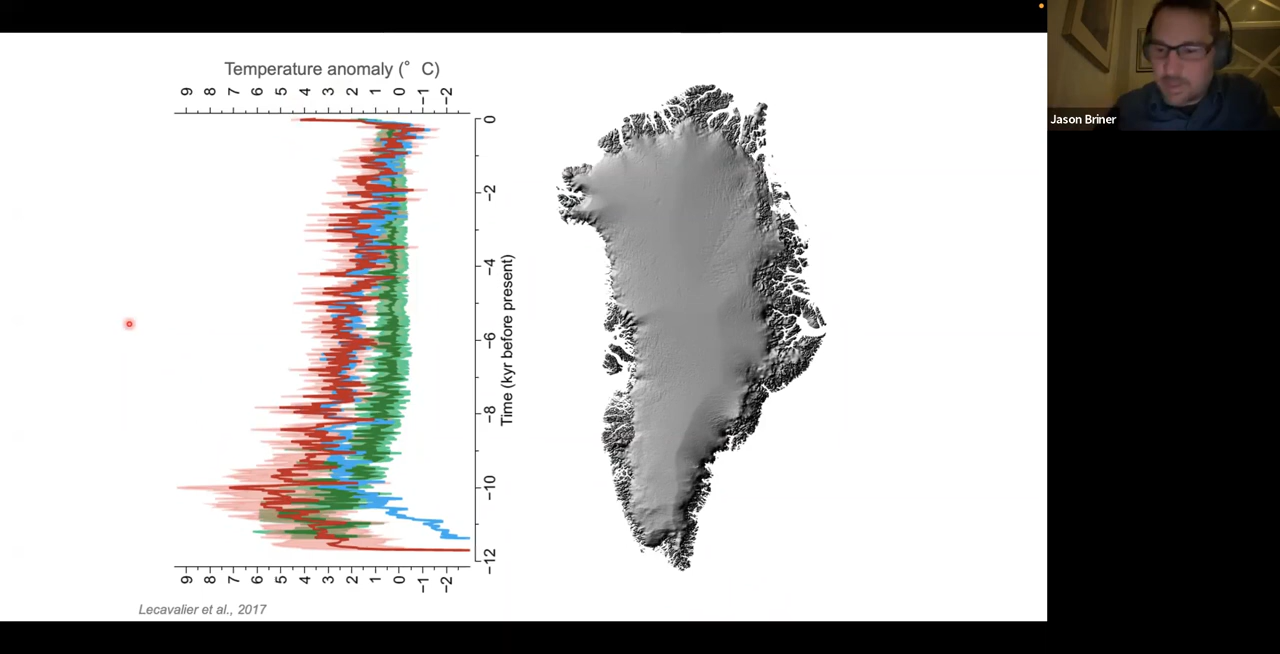 Temperature anomaly (° C)
9 8 7 6 5 4 3 2 1 0 −1 −2
0
−2
−4
−6
−8
−10
−12
Time (kyr before present)
9 8 7 6 5 4 3 2 1 0 −1 −2
Lecavalier et al., 2017
Jason Briner